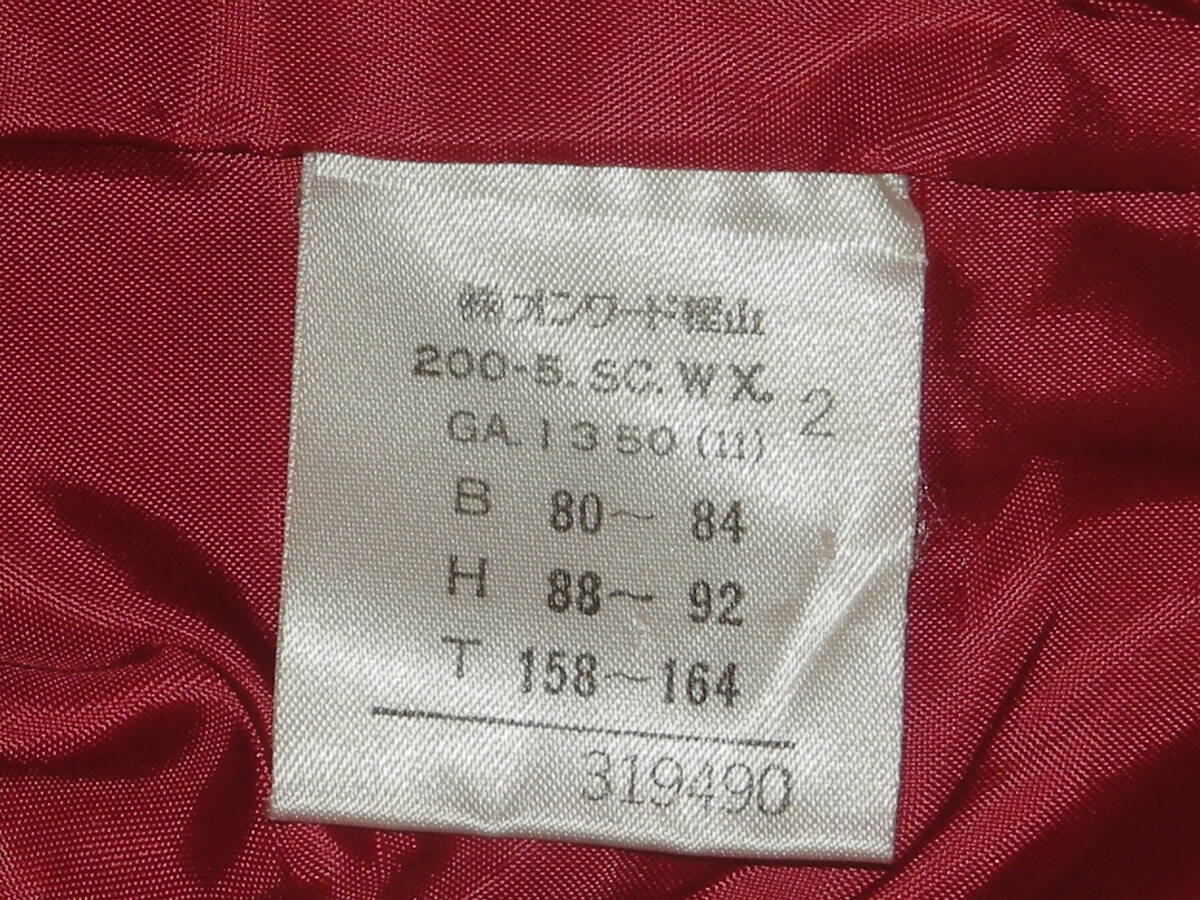 ㈱オンワード樫山
200-5.SC.WX. 2
GA.1350 (11)
B 80~ 84
H 88~ 92
T 158~164
319490